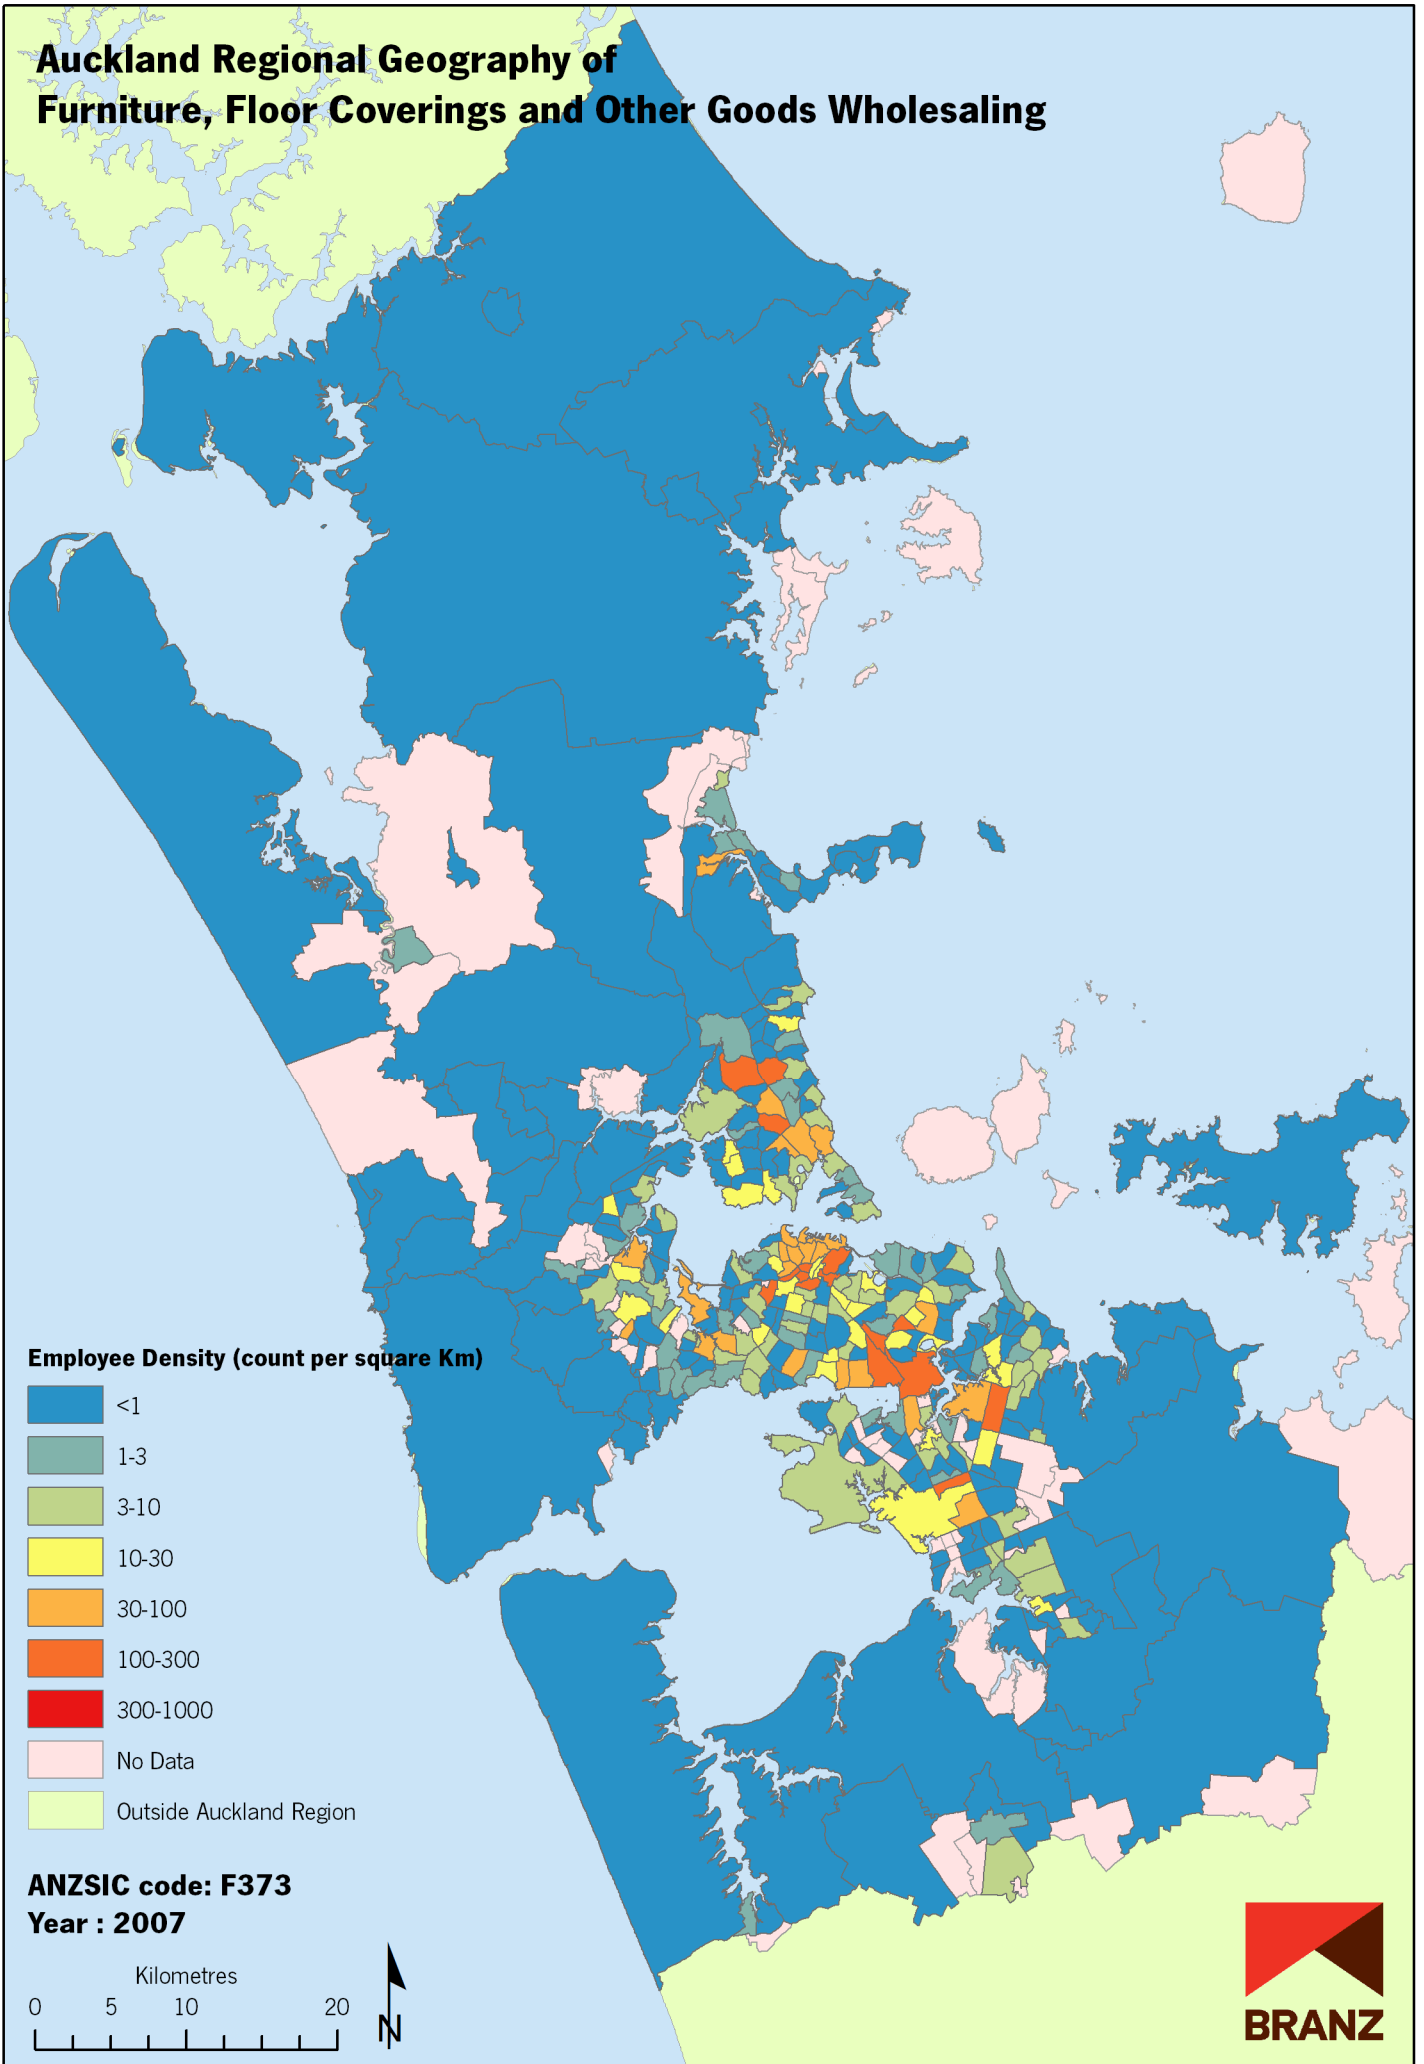 Auckland Regional Geography of
Furniture, Floor Coverings and Other Goods Wholesaling
Employee Density (count per square Km)
<1
1-3
3-10
10-30
30-100
100-300
300-1000
No Data
Outside Auckland Region
ANZSIC code: F373
Year : 2007
Kilometres
0 5 10 20
N
BRANZ